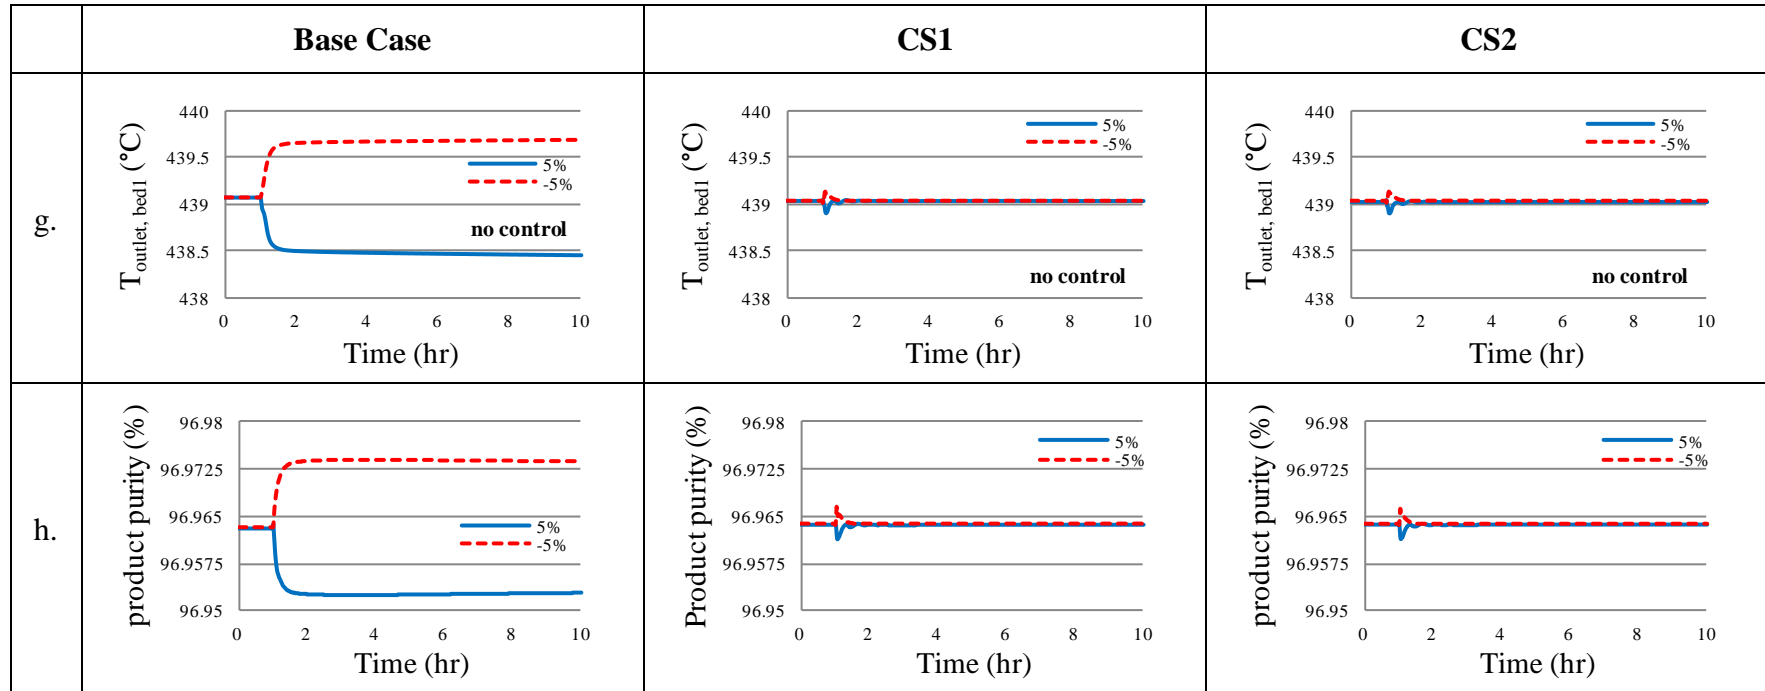 Base Case
CS1
CS2
g.
T_outlet, bed1 (°C)
440
439.5
439
438.5
438
5%
-5%
no control
0 2 4 6 8 10
Time (hr)
T_outlet, bed1 (°C)
440
439.5
439
438.5
438
5%
-5%
no control
0 2 4 6 8 10
Time (hr)
T_outlet, bed1 (°C)
440
439.5
439
438.5
438
5%
-5%
no control
0 2 4 6 8 10
Time (hr)
h.
product purity (%)
96.98
96.9725
96.965
96.9575
96.95
5%
-5%
0 2 4 6 8 10
Time (hr)
Product purity (%)
96.98
96.9725
96.965
96.9575
96.95
5%
-5%
0 2 4 6 8 10
Time (hr)
product purity (%)
96.98
96.9725
96.965
96.9575
96.95
5%
-5%
0 2 4 6 8 10
Time (hr)